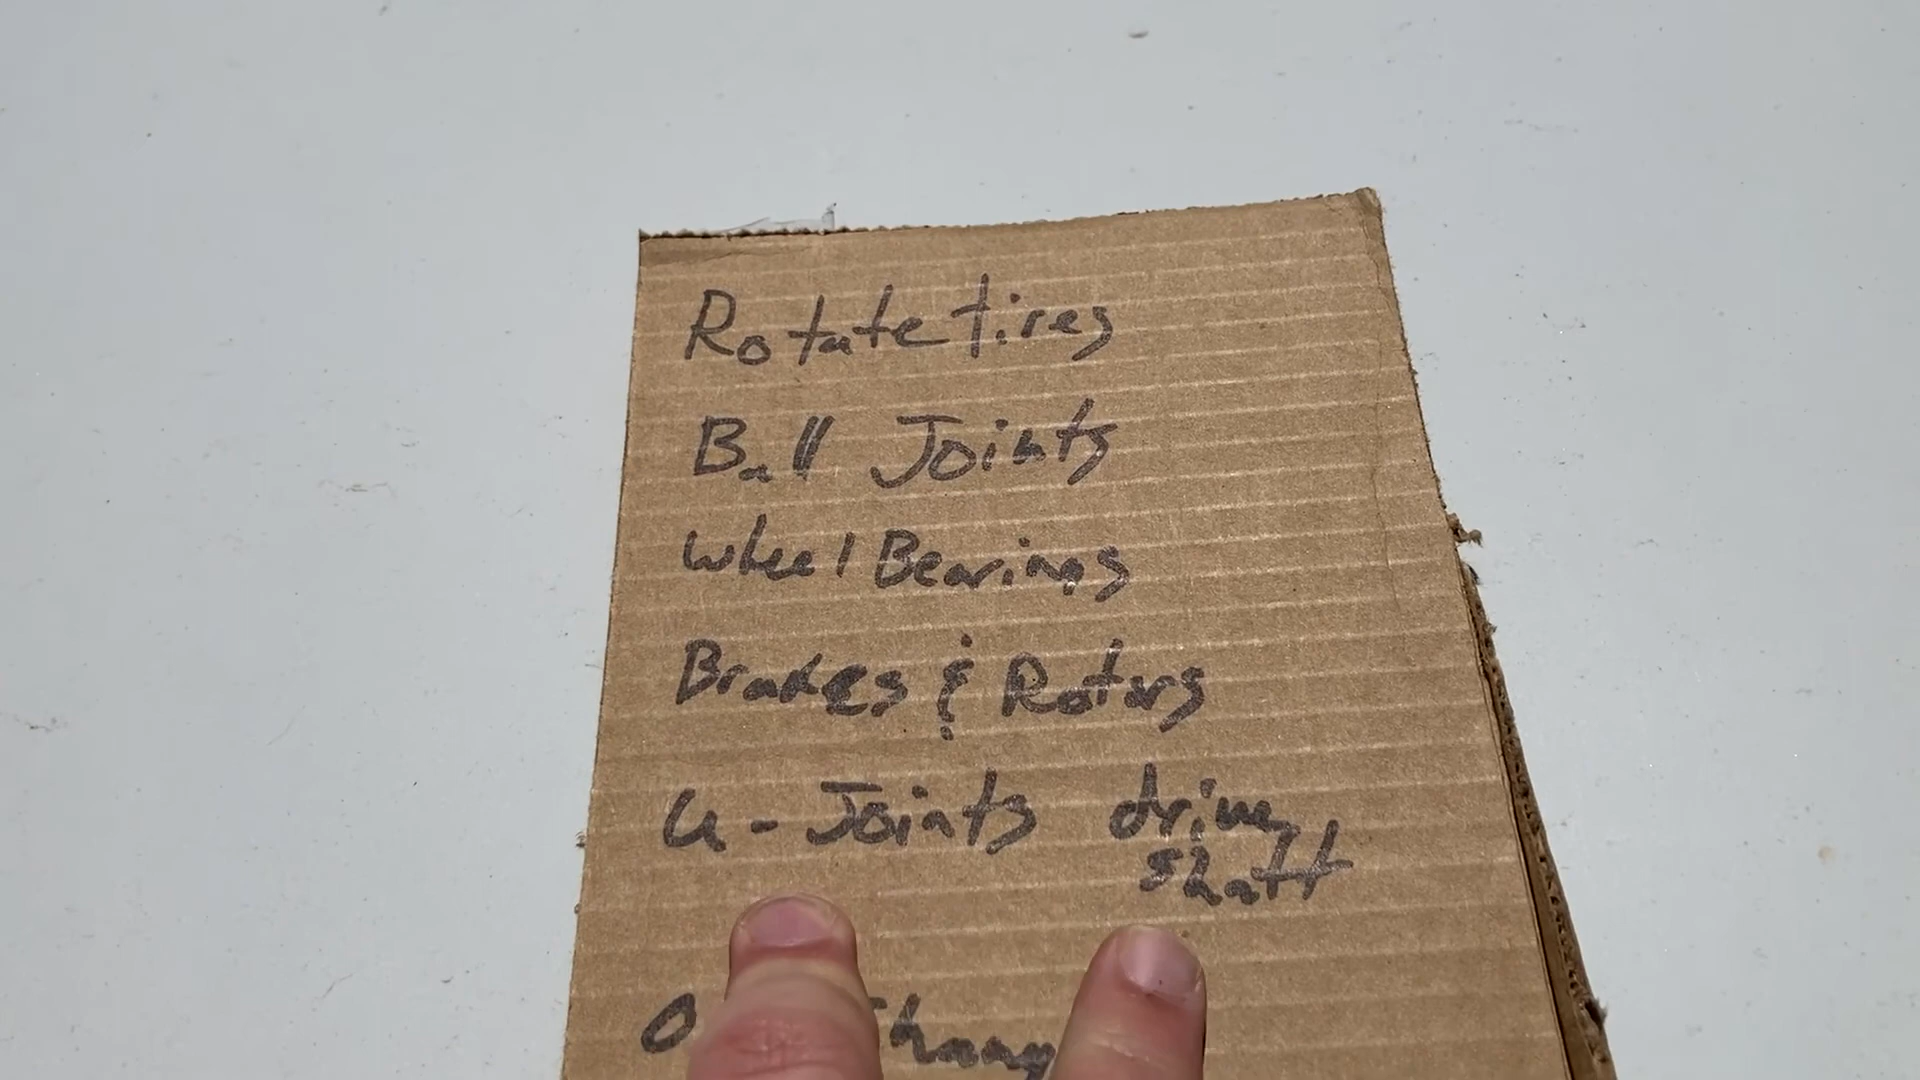 Rotate tires
Ball Joints
Wheel Bearings
Brakes & Rotors
U-Joints drive
shaft